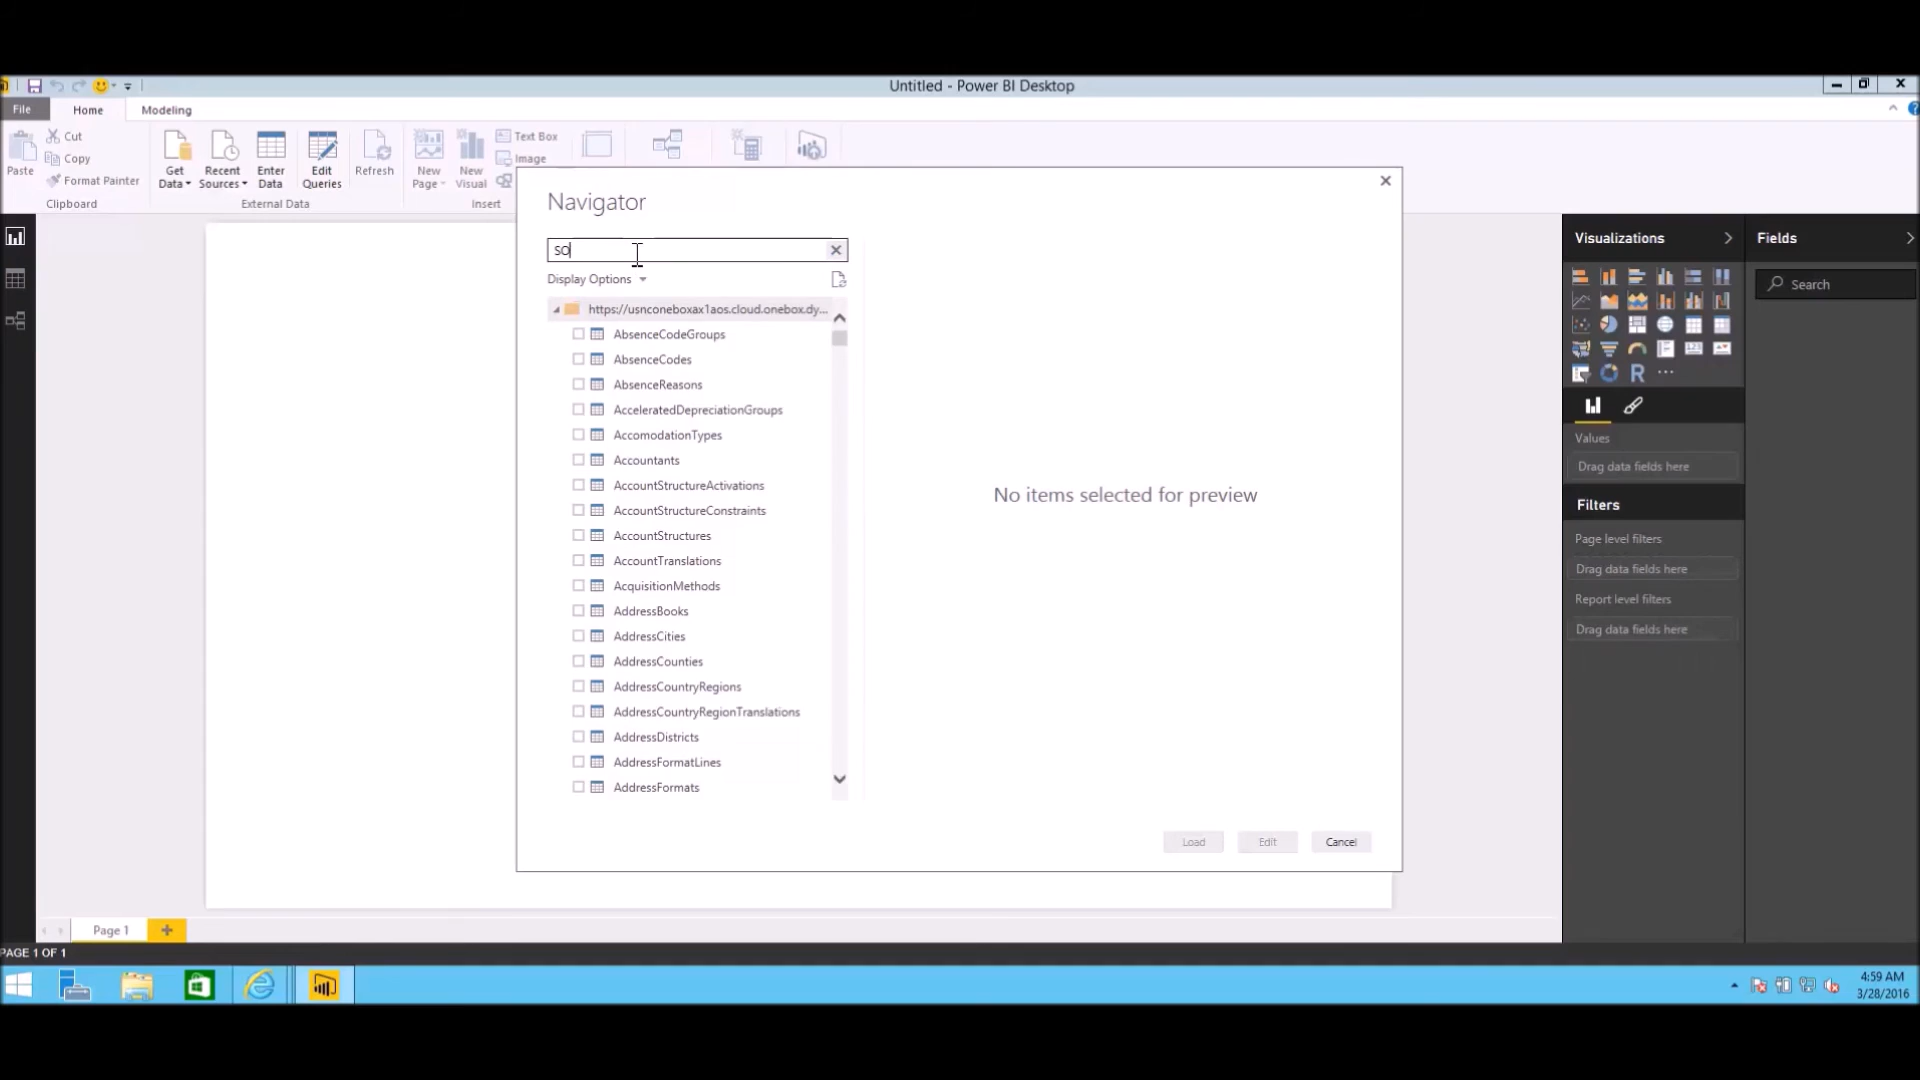 Untitled - Power BI Desktop
File
Home
Modeling
Cut
Copy
Format Painter
Paste
Clipboard
Get Data
Recent Sources
Enter Data
Edit Queries
External Data
Refresh
New Page
New Visual
Text Box
Image
Insert
Navigator
so
Display Options
https://usnconeboxax1aos.cloud.onebox.dy...
AbsenceCodeGroups
AbsenceCodes
AbsenceReasons
AcceleratedDepreciationGroups
AccomodationTypes
Accountants
AccountStructureActivations
AccountStructureConstraints
AccountStructures
AccountTranslations
AcquisitionMethods
AddressBooks
AddressCities
AddressCounties
AddressCountryRegions
AddressCountryRegionTranslations
AddressDistricts
AddressFormatLines
AddressFormats
No items selected for preview
Load
Edit
Cancel
Visualizations
R
Values
Drag data fields here
Filters
Page level filters
Drag data fields here
Report level filters
Drag data fields here
Fields
Search
Page 1
PAGE 1 OF 1
4:59 AM
3/28/2016